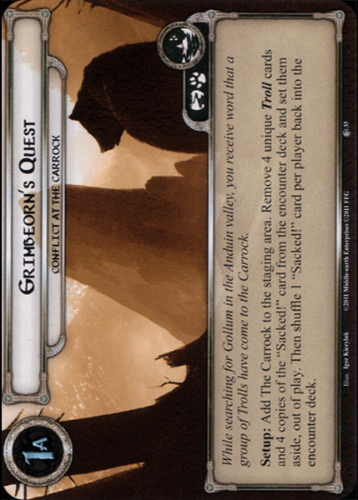 1A
GRIMBEORN'S QUEST
CONFLICT AT THE CARROCK
While searching for Gollum in the Anduin valley, you receive word that a
group of Trolls have come to the Carrock.
Setup: Add The Carrock to the staging area. Remove 4 unique Troll cards
and 4 copies of the “Sacked!” card from the encounter deck and set them
aside, out of play. Then shuffle 1 “Sacked!” card per player back into the
encounter deck.
Illus. Igor Kieryluk ©2011 Middle-earth Enterprises ©2011 FFG 35